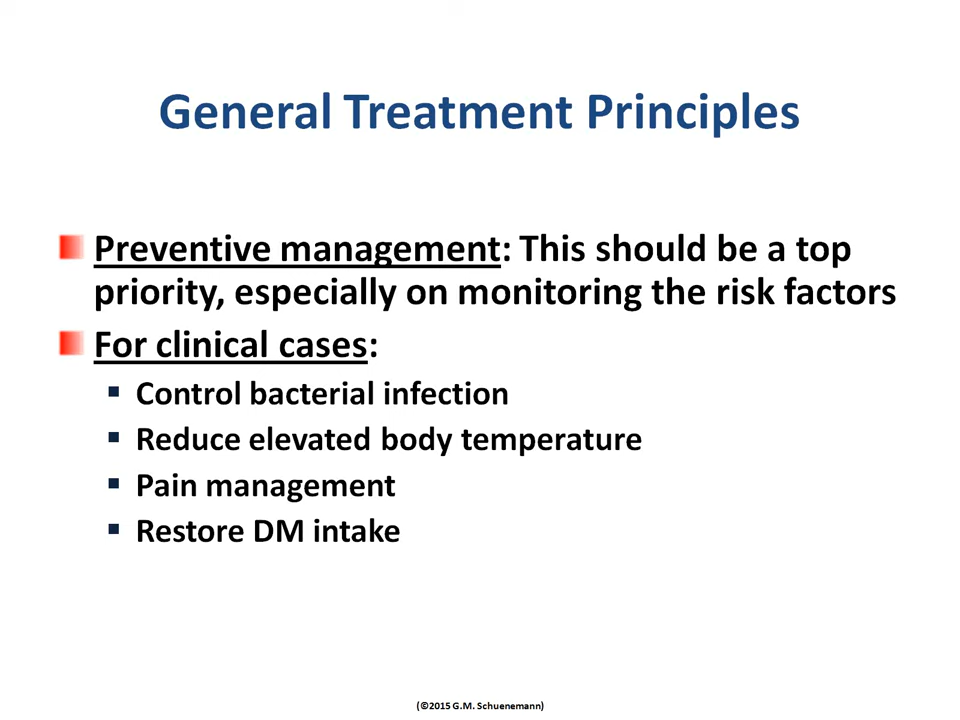 General Treatment Principles
Preventive management: This should be a top
priority, especially on monitoring the risk factors
For clinical cases:
Control bacterial infection
Reduce elevated body temperature
Pain management
Restore DM intake
(©2015 G.M. Schuenemann)